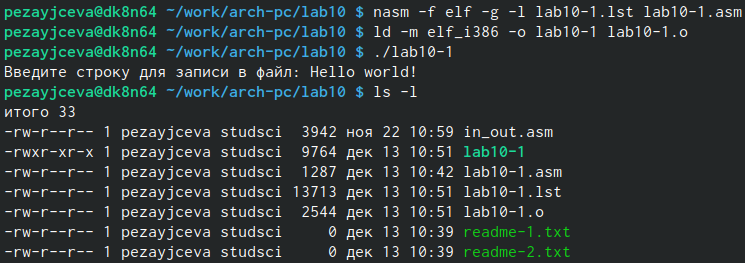 pezayjceva@dk8n64 ~/work/arch-pc/lab10 $ nasm -f elf -g -l lab10-1.lst lab10-1.asm
pezayjceva@dk8n64 ~/work/arch-pc/lab10 $ ld -m elf_i386 -o lab10-1 lab10-1.o
pezayjceva@dk8n64 ~/work/arch-pc/lab10 $ ./lab10-1
Введите строку для записи в файл: Hello world!
pezayjceva@dk8n64 ~/work/arch-pc/lab10 $ ls -l
итого 33
-rw-r--r-- 1 pezayjceva studsci  3942 ноя 22 10:59 in_out.asm
-rwxr-xr-x 1 pezayjceva studsci  9764 дек 13 10:51 lab10-1
-rw-r--r-- 1 pezayjceva studsci  1287 дек 13 10:42 lab10-1.asm
-rw-r--r-- 1 pezayjceva studsci 13713 дек 13 10:51 lab10-1.lst
-rw-r--r-- 1 pezayjceva studsci  2544 дек 13 10:51 lab10-1.o
-rw-r--r-- 1 pezayjceva studsci     0 дек 13 10:39 readme-1.txt
-rw-r--r-- 1 pezayjceva studsci     0 дек 13 10:39 readme-2.txt